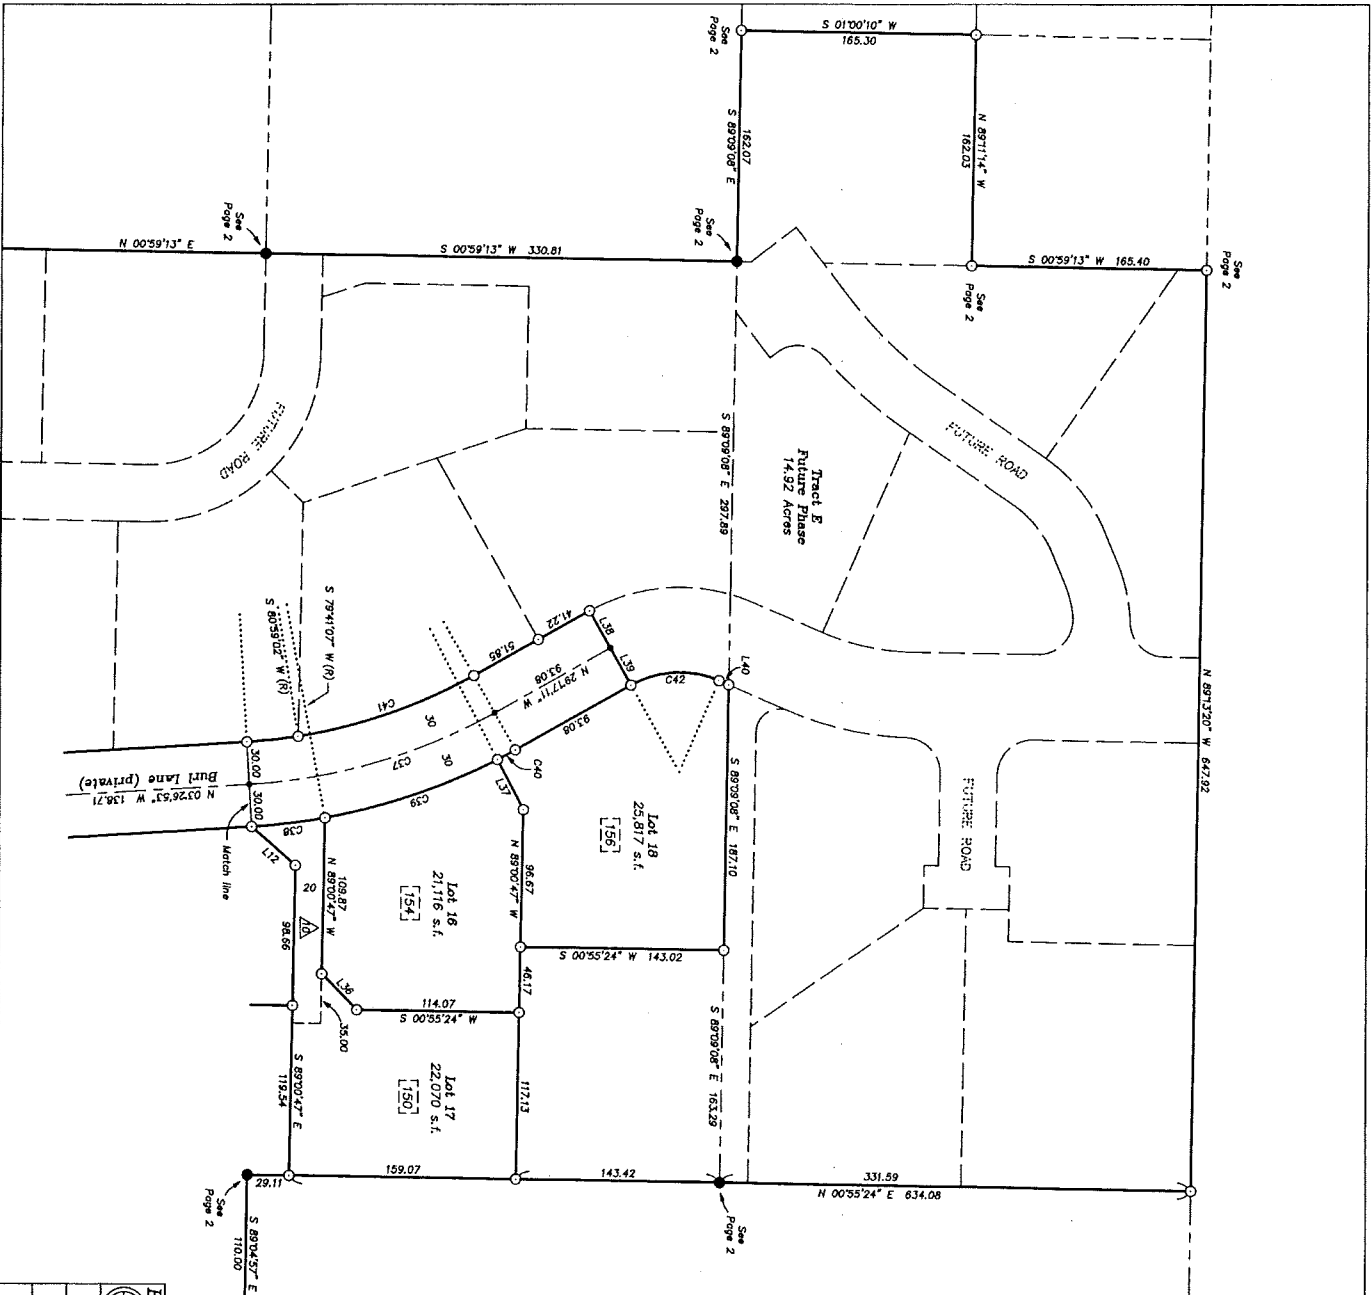 S 01°00'10" W
165.30
See
Page 2
N 89°11'14" W
162.03
162.07
S 89°09'08" E
See
Page 2
See
Page 2
N 00°59'13" E
S 00°59'13" W 330.81
See
Page 2
S 00°59'13" W 165.40
See
Page 2
FUTURE ROAD
FUTURE ROAD
S 89°09'08" E 297.89
Tract E
Future Phase
14.92 Acres
S 79°41'07" W (R)
S 80°59'02" W (R)
41.22
L38
L39
L40
51.85
N 29°17'11" W
93.08
C42
93.08
C41
30
30
C37
C40
C39
L37
N 89°13'20" W 647.92
S 89°09'08" E 187.10
FUTURE ROAD
Lot 18
25,817 s.f.
156
30.00
30.00
Burl Lane (private)
N 03°26'53" W 138.71
C38
Match line
L12
20
109.87
N 89°00'47" W
10
98.66
Lot 16
21,116 s.f.
154
96.67
N 89°00'47" W
S 00°55'24" W 143.02
46.17
L36
114.07
S 00°55'24" W
35.00
S 89°00'47" E
119.54
Lot 17
22,070 s.f.
150
117.13
S 89°09'08" E 163.29
29.11
159.07
143.42
331.59
N 00°55'24" E 634.08
See
Page 2
See
Page 2
S 89°04'57" E
110.00